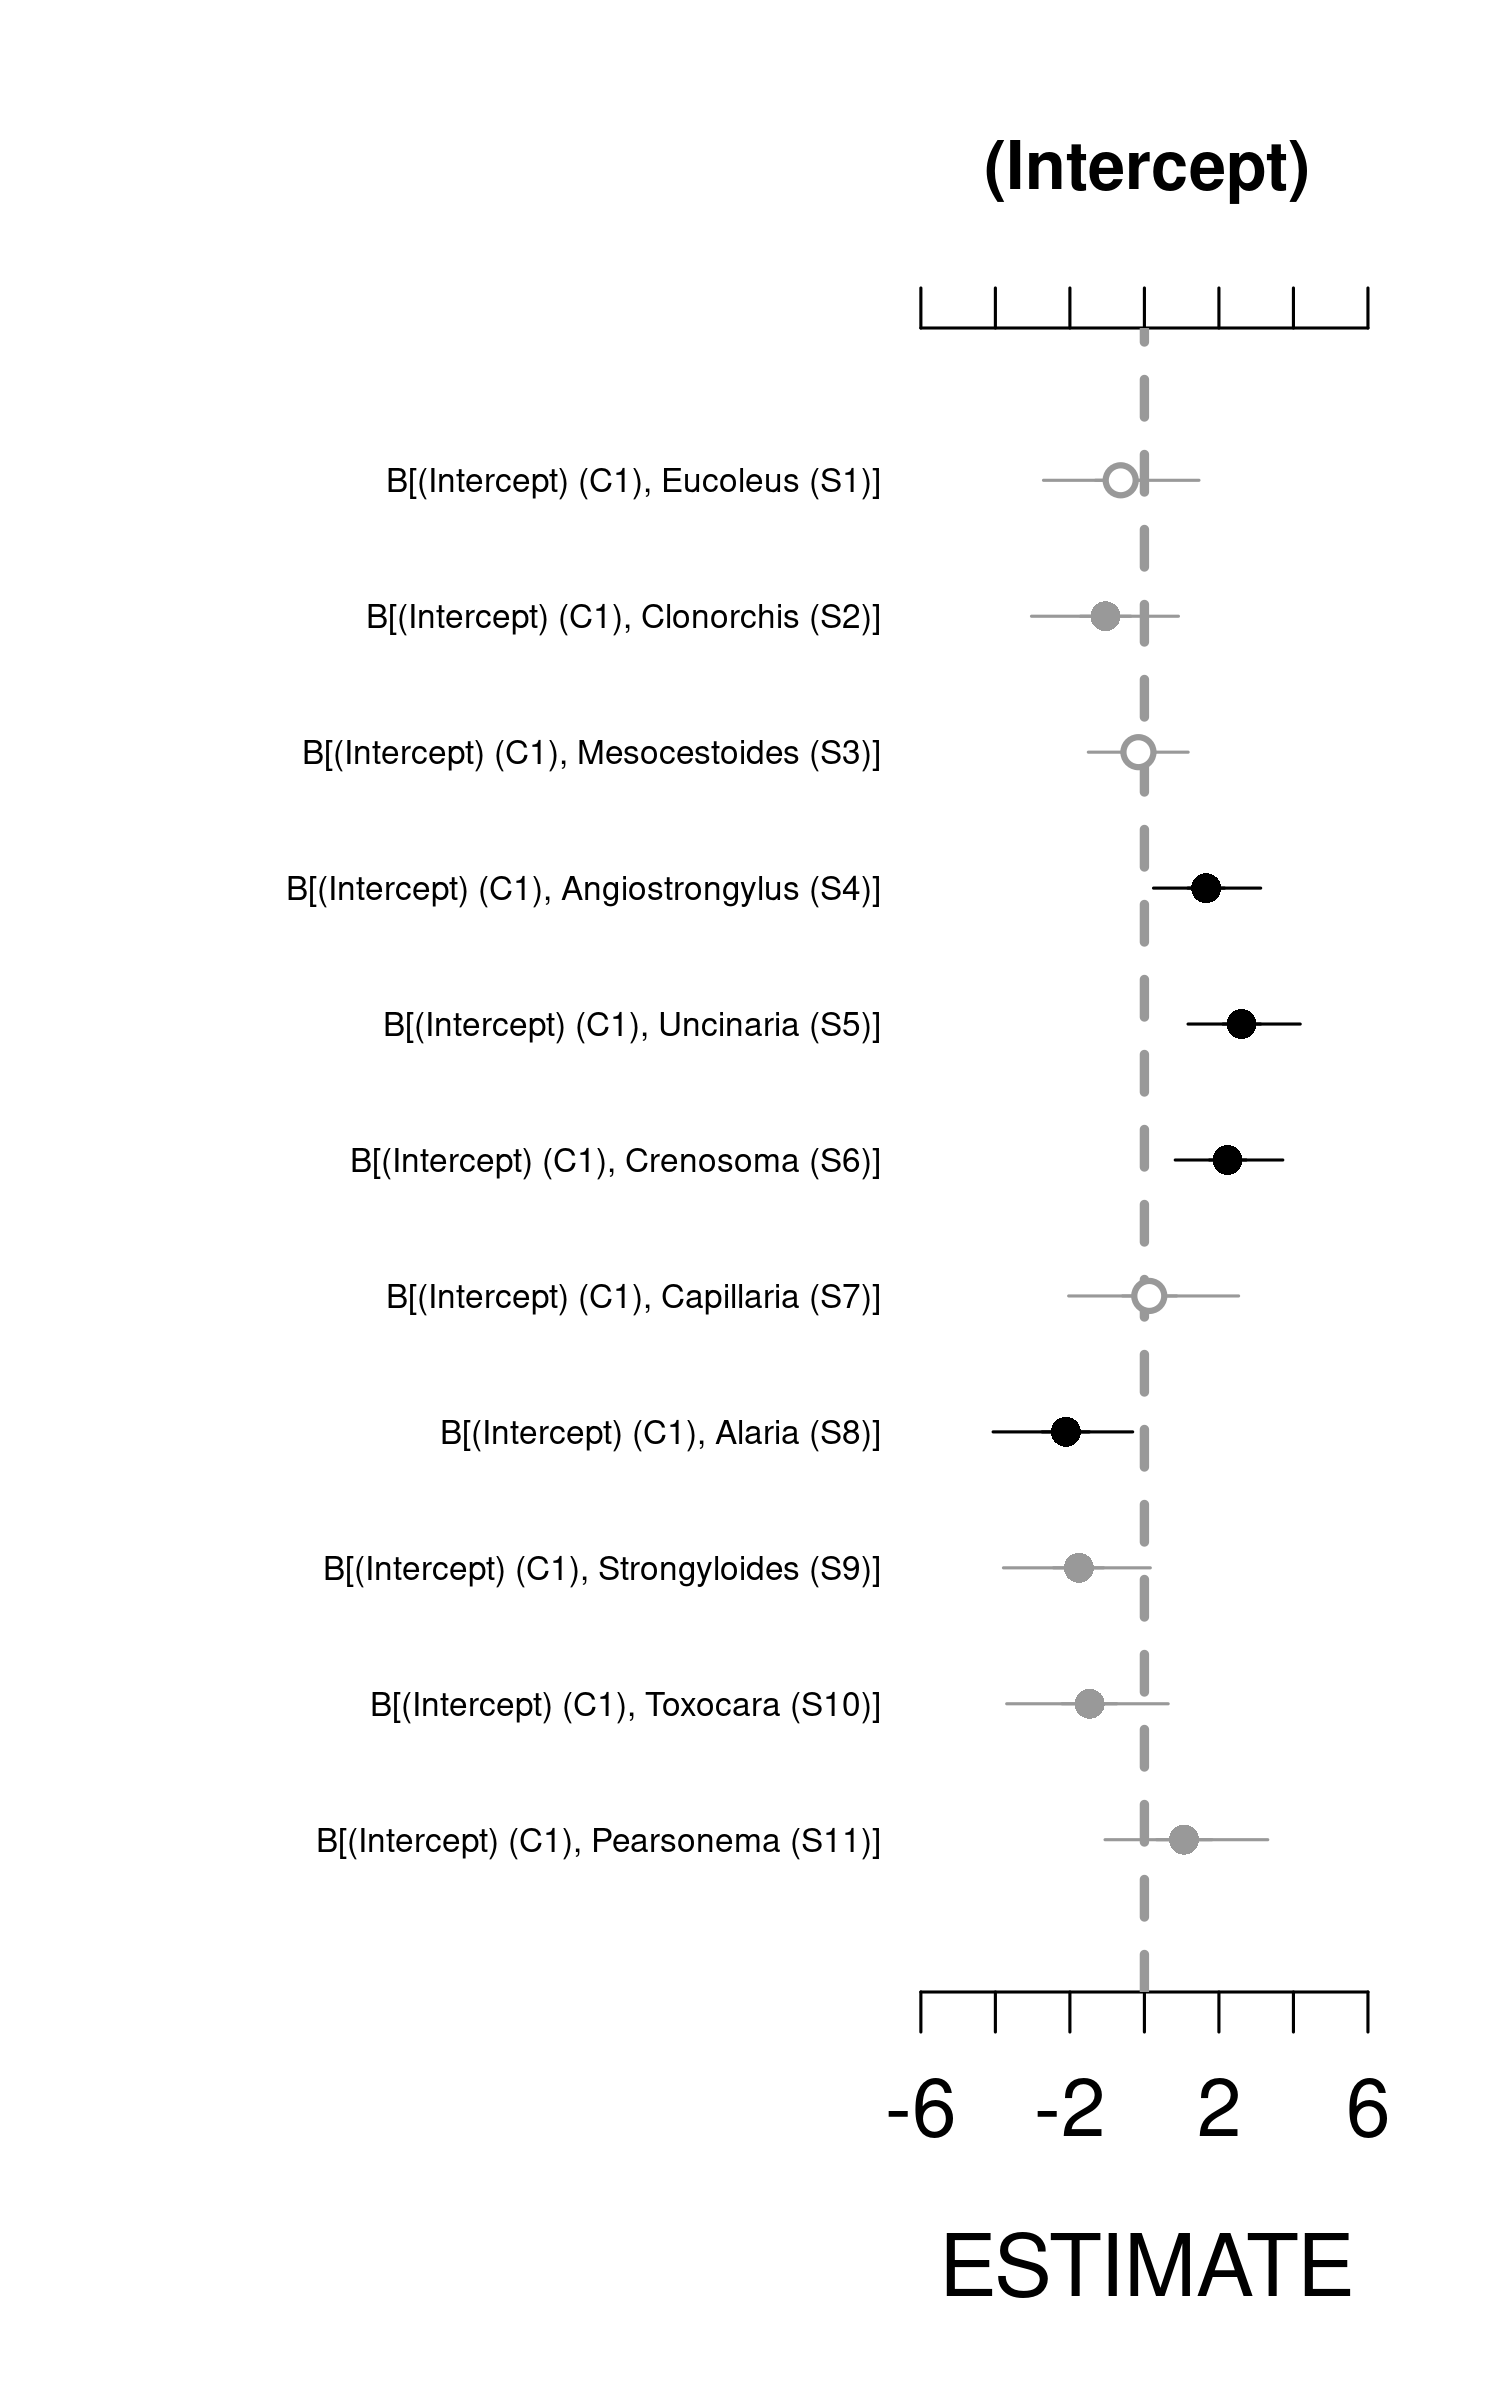 (Intercept)
B[(Intercept) (C1), Eucoleus (S1)]
B[(Intercept) (C1), Clonorchis (S2)]
B[(Intercept) (C1), Mesocestoides (S3)]
B[(Intercept) (C1), Angiostrongylus (S4)]
B[(Intercept) (C1), Uncinaria (S5)]
B[(Intercept) (C1), Crenosoma (S6)]
B[(Intercept) (C1), Capillaria (S7)]
B[(Intercept) (C1), Alaria (S8)]
B[(Intercept) (C1), Strongyloides (S9)]
B[(Intercept) (C1), Toxocara (S10)]
B[(Intercept) (C1), Pearsonema (S11)]
-6 -2 2 6
ESTIMATE